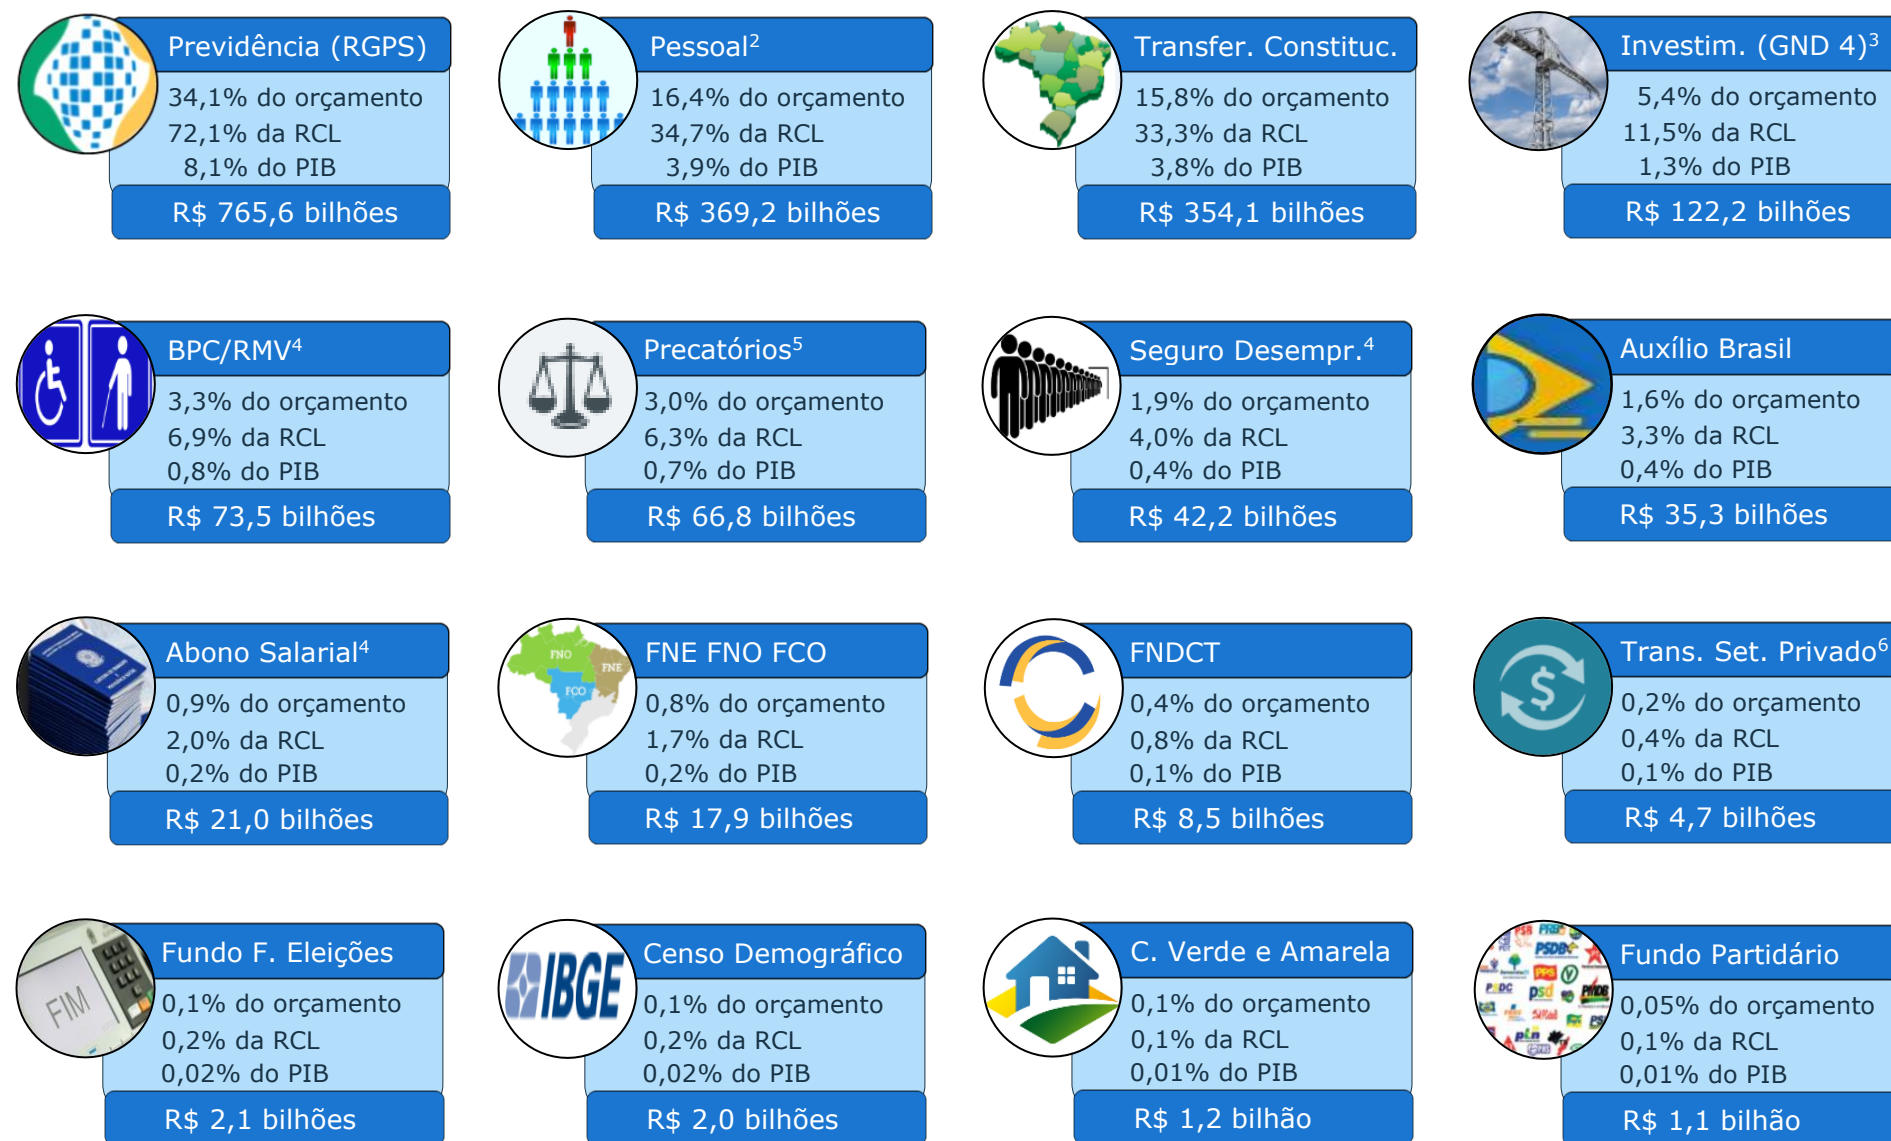 Previdência (RGPS)
34,1% do orçamento
72,1% da RCL
8,1% do PIB
R$ 765,6 bilhões
Pessoal²
16,4% do orçamento
34,7% da RCL
3,9% do PIB
R$ 369,2 bilhões
Transfer. Constituc.
15,8% do orçamento
33,3% da RCL
3,8% do PIB
R$ 354,1 bilhões
Investim. (GND 4)³
5,4% do orçamento
11,5% da RCL
1,3% do PIB
R$ 122,2 bilhões
BPC/RMV⁴
3,3% do orçamento
6,9% da RCL
0,8% do PIB
R$ 73,5 bilhões
Precatórios⁵
3,0% do orçamento
6,3% da RCL
0,7% do PIB
R$ 66,8 bilhões
Seguro Desempr.⁴
1,9% do orçamento
4,0% da RCL
0,4% do PIB
R$ 42,2 bilhões
Auxílio Brasil
1,6% do orçamento
3,3% da RCL
0,4% do PIB
R$ 35,3 bilhões
Abono Salarial⁴
0,9% do orçamento
2,0% da RCL
0,2% do PIB
R$ 21,0 bilhões
FNO
FNE
FCO
FNE FNO FCO
0,8% do orçamento
1,7% da RCL
0,2% do PIB
R$ 17,9 bilhões
FNDCT
0,4% do orçamento
0,8% da RCL
0,1% do PIB
R$ 8,5 bilhões
$
Trans. Set. Privado⁶
0,2% do orçamento
0,4% da RCL
0,1% do PIB
R$ 4,7 bilhões
FIM
Fundo F. Eleições
0,1% do orçamento
0,2% da RCL
0,02% do PIB
R$ 2,1 bilhões
IBGE
Censo Demográfico
0,1% do orçamento
0,2% da RCL
0,02% do PIB
R$ 2,0 bilhões
C. Verde e Amarela
0,1% do orçamento
0,1% da RCL
0,01% do PIB
R$ 1,2 bilhão
PSDB
PPS
PSDC
psd
PMDB
Fundo Partidário
0,05% do orçamento
0,1% da RCL
0,01% do PIB
R$ 1,1 bilhão